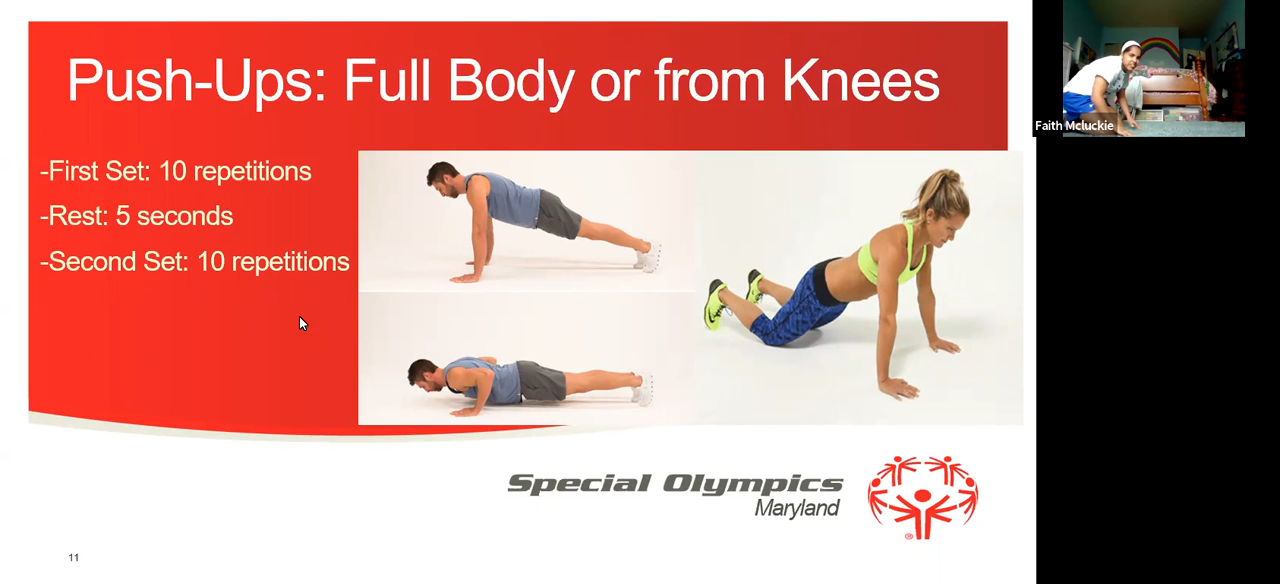 Push-Ups: Full Body or from Knees
Faith Mcluckie
-First Set: 10 repetitions
-Rest: 5 seconds
-Second Set: 10 repetitions
Special Olympics
Maryland
®
11